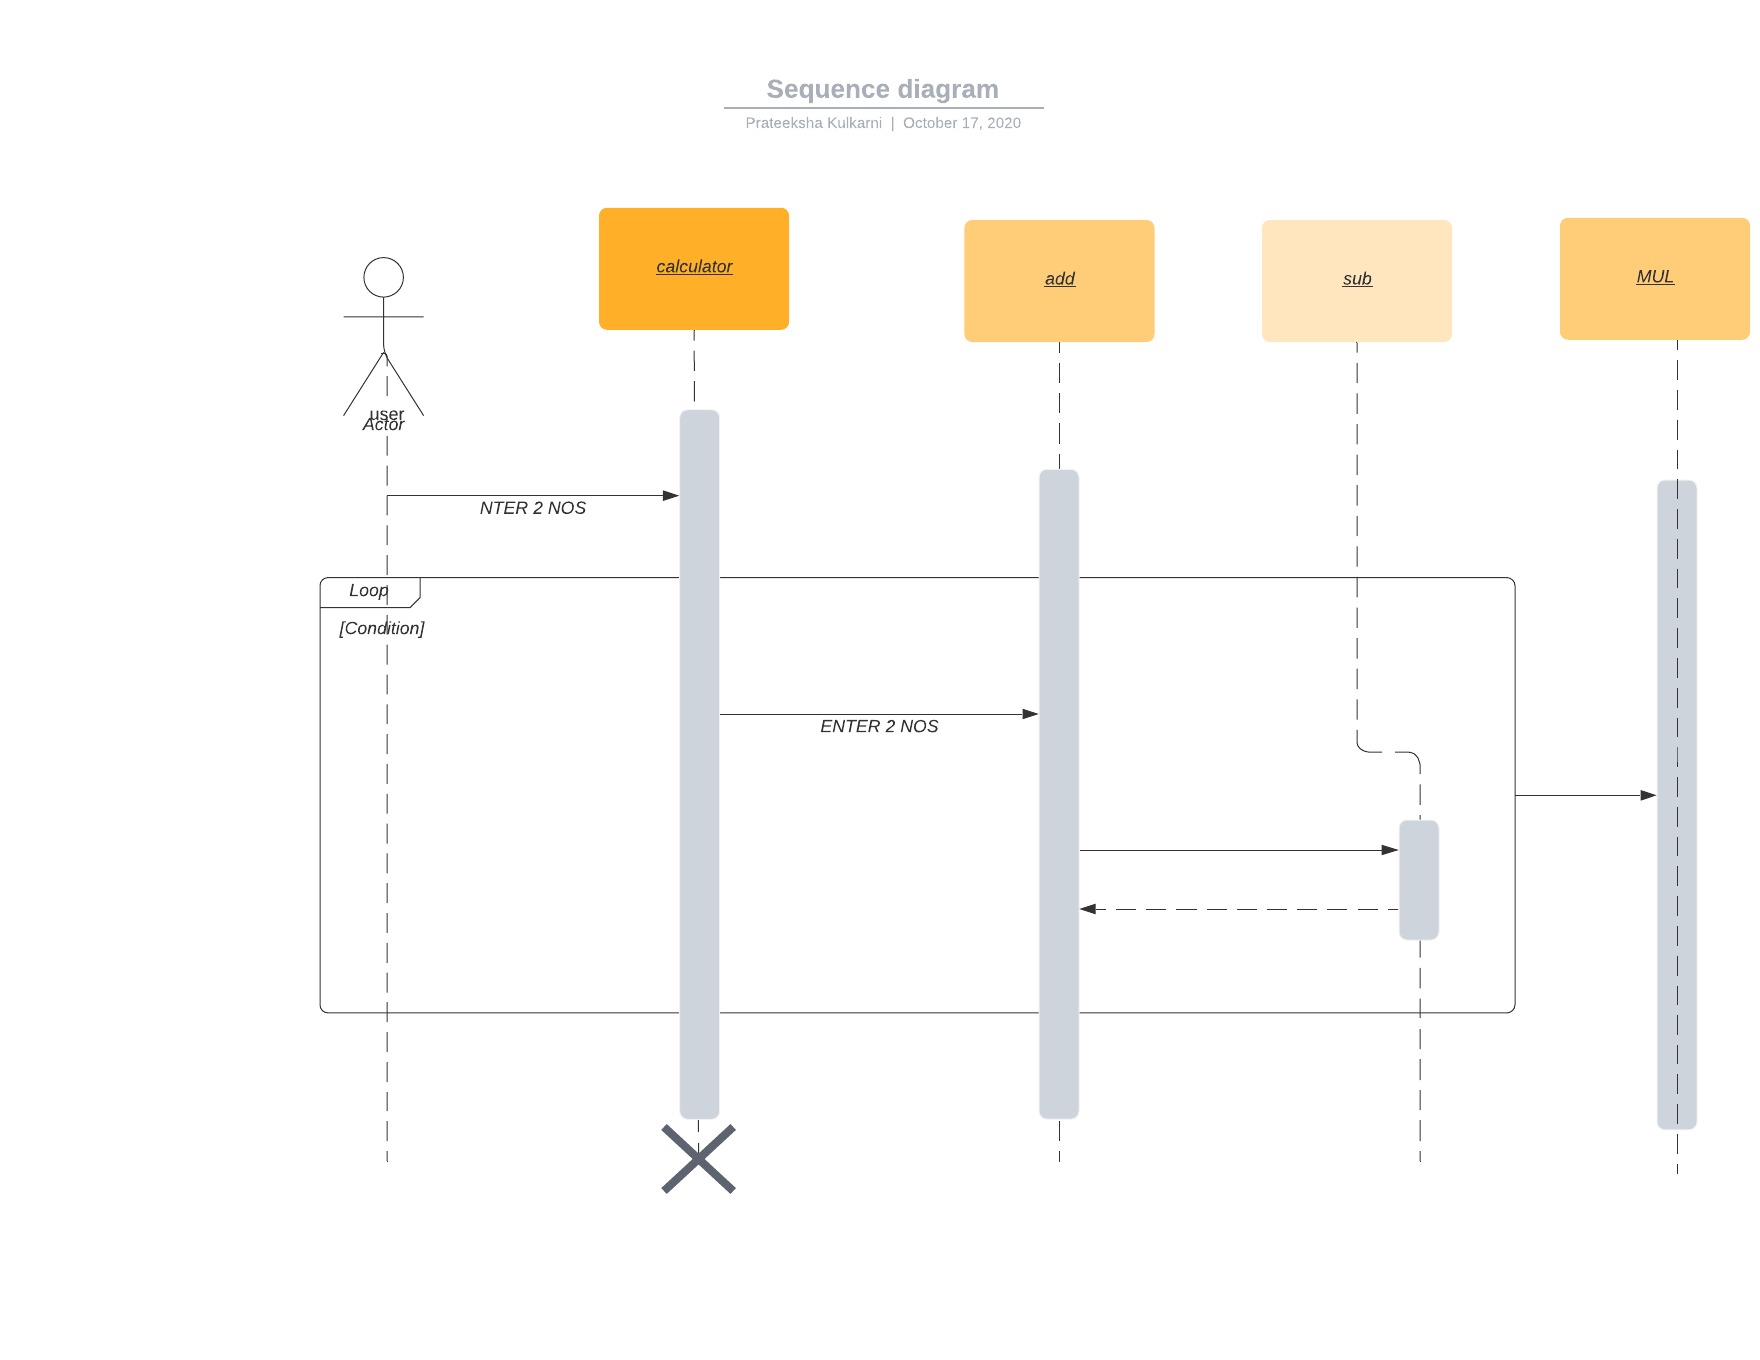 Sequence diagram
Prateeksha Kulkarni | October 17, 2020
calculator
add
sub
MUL
user
Actor
NTER 2 NOS
Loop
[Condition]
ENTER 2 NOS